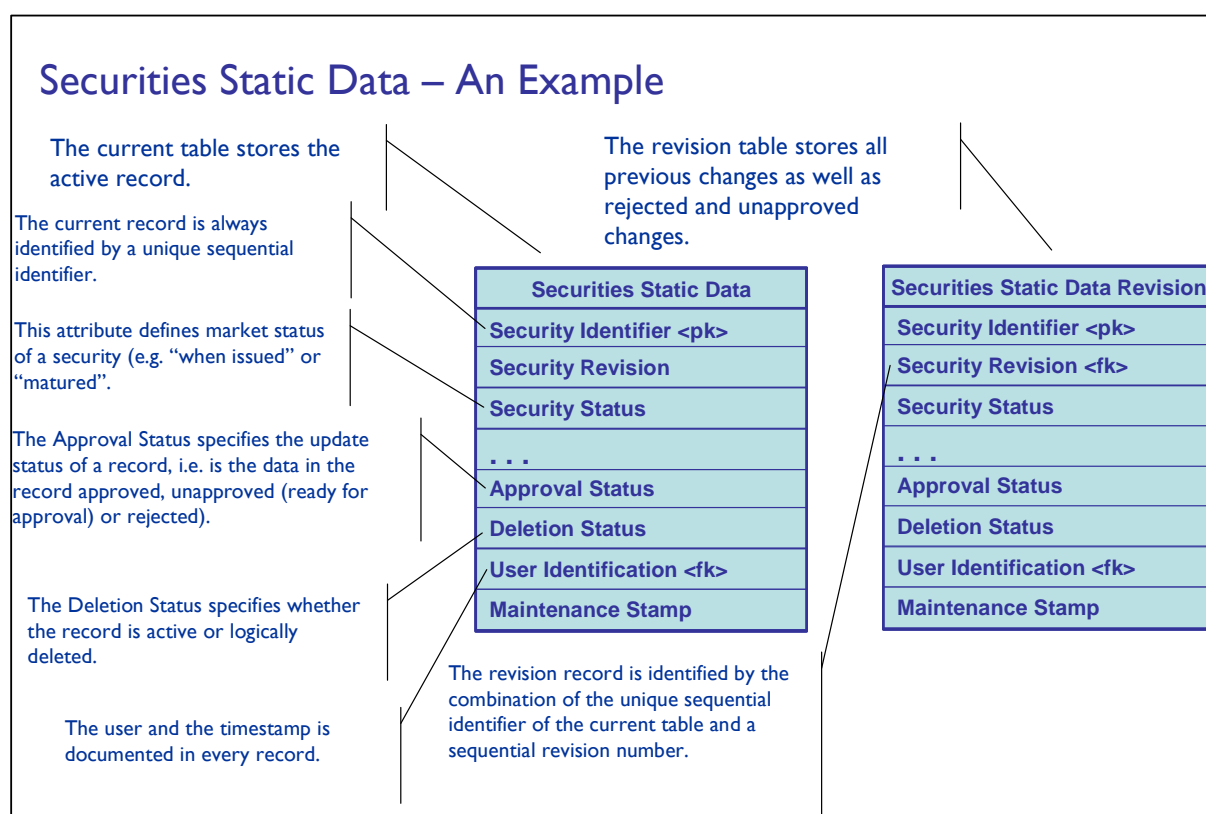 Securities Static Data – An Example
The current table stores the
active record.
The revision table stores all
previous changes as well as
rejected and unapproved
changes.
The current record is always
identified by a unique sequential
identifier.
This attribute defines market status
of a security (e.g. “when issued” or
“matured”.
The Approval Status specifies the update
status of a record, i.e. is the data in the
record approved, unapproved (ready for
approval) or rejected).
The Deletion Status specifies whether
the record is active or logically
deleted.
The user and the timestamp is
documented in every record.
Securities Static Data
Security Identifier <pk>
Security Revision
Security Status
. . .
Approval Status
Deletion Status
User Identification <fk>
Maintenance Stamp
Securities Static Data Revision
Security Identifier <pk>
Security Revision <fk>
Security Status
. . .
Approval Status
Deletion Status
User Identification <fk>
Maintenance Stamp
The revision record is identified by the
combination of the unique sequential
identifier of the current table and a
sequential revision number.